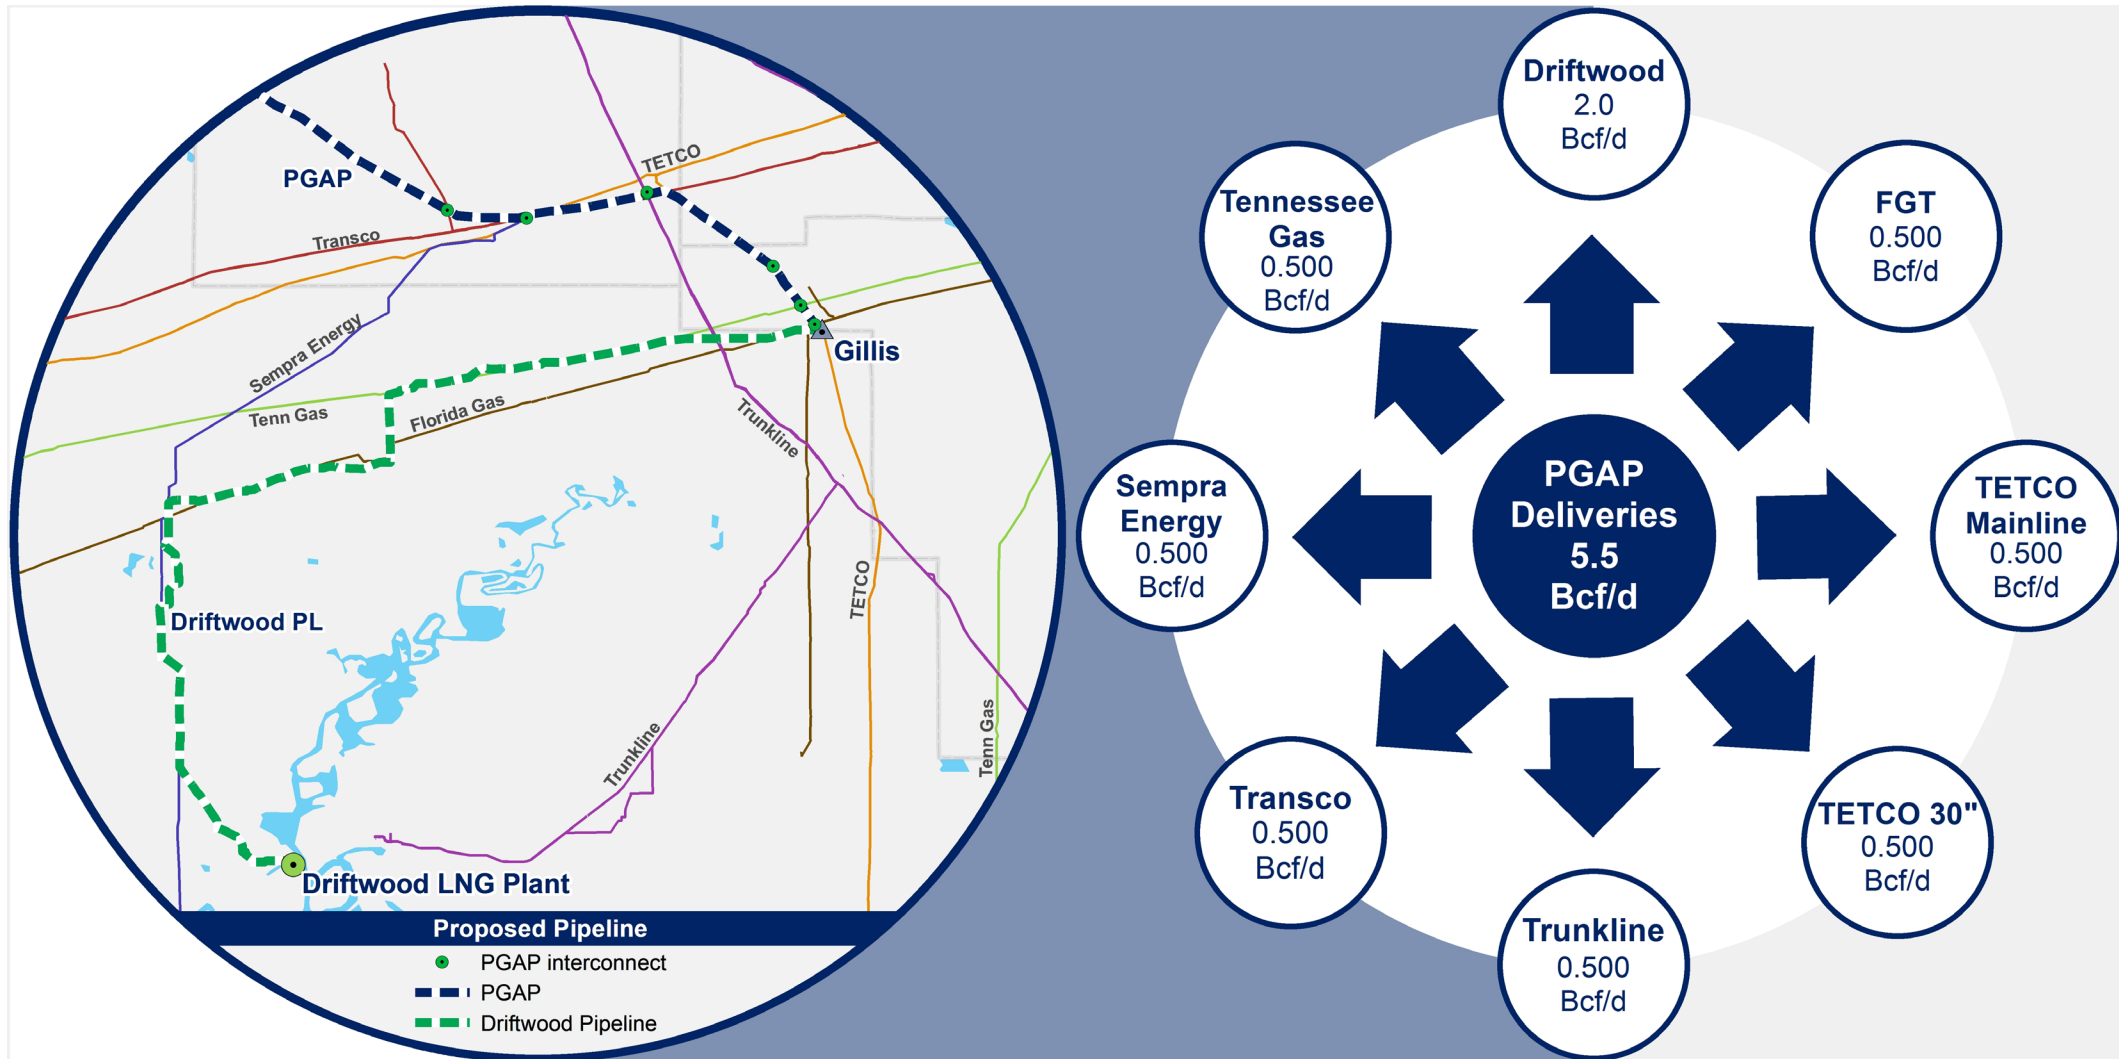 PGAP
TETCO
Transco
Sempra Energy
Gillis
Tenn Gas
Florida Gas
Trunkline
TETCO
Driftwood PL
Trunkline
Tenn Gas
Driftwood LNG Plant
Proposed Pipeline
PGAP interconnect
PGAP
Driftwood Pipeline
Driftwood
2.0
Bcf/d
FGT
0.500
Bcf/d
TETCO
Mainline
0.500
Bcf/d
TETCO 30"
0.500
Bcf/d
Trunkline
0.500
Bcf/d
Transco
0.500
Bcf/d
Sempra
Energy
0.500
Bcf/d
Tennessee
Gas
0.500
Bcf/d
PGAP
Deliveries
5.5
Bcf/d